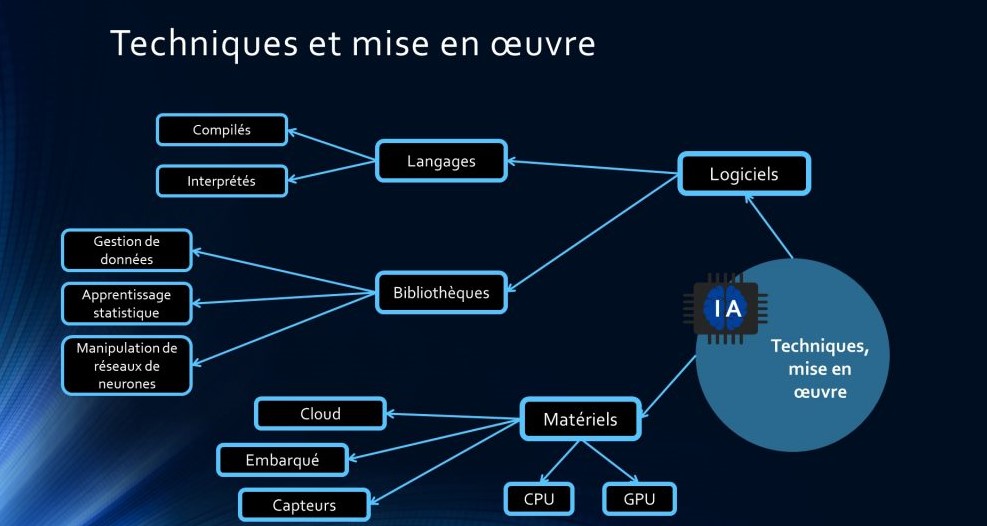 Techniques et mise en œuvre
Compilés
Langages
Logiciels
Interprétés
Gestion de
données
Bibliothèques
Apprentissage
statistique
Manipulation de
réseaux de
neurones
IA
Techniques,
mise en
œuvre
Cloud
Matériels
Embarqué
Capteurs
CPU
GPU